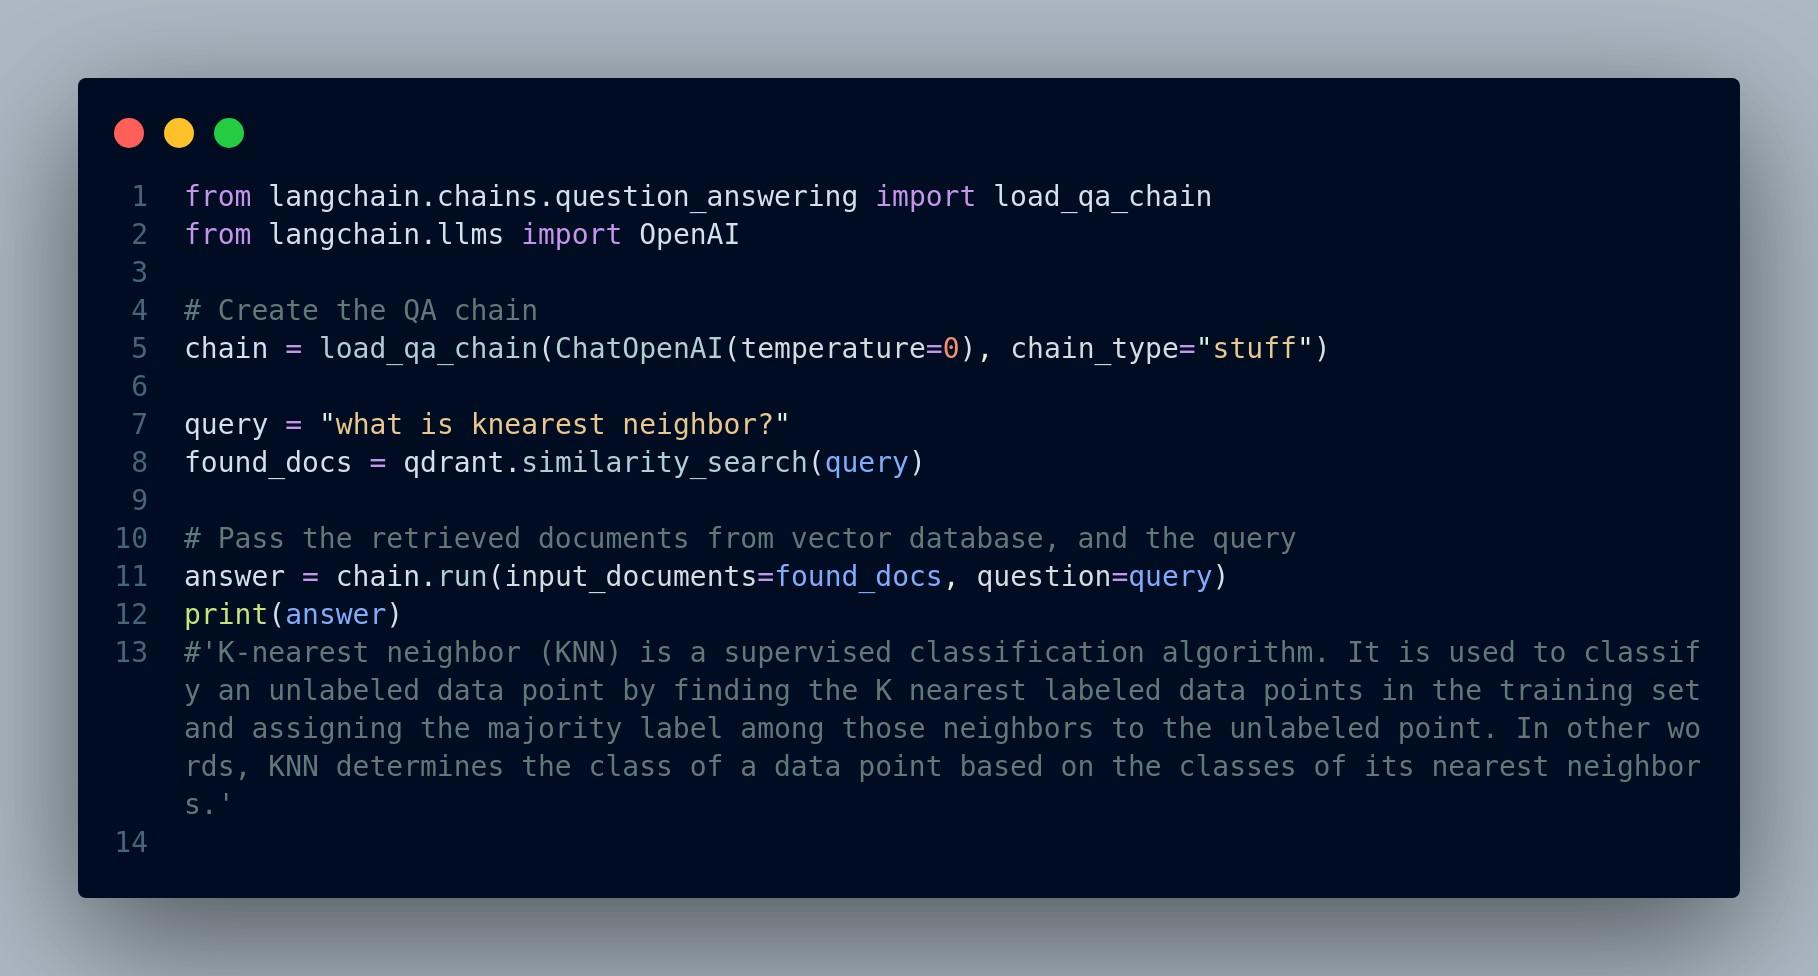 1 from langchain.chains.question_answering import load_qa_chain
2 from langchain.llms import OpenAI
3
4 # Create the QA chain
5 chain = load_qa_chain(ChatOpenAI(temperature=0), chain_type="stuff")
6
7 query = "what is knearest neighbor?"
8 found_docs = qdrant.similarity_search(query)
9
10 # Pass the retrieved documents from vector database, and the query
11 answer = chain.run(input_documents=found_docs, question=query)
12 print(answer)
13 #'K-nearest neighbor (KNN) is a supervised classification algorithm. It is used to classif
y an unlabeled data point by finding the K nearest labeled data points in the training set
and assigning the majority label among those neighbors to the unlabeled point. In other wo
rds, KNN determines the class of a data point based on the classes of its nearest neighbor
s.'
14